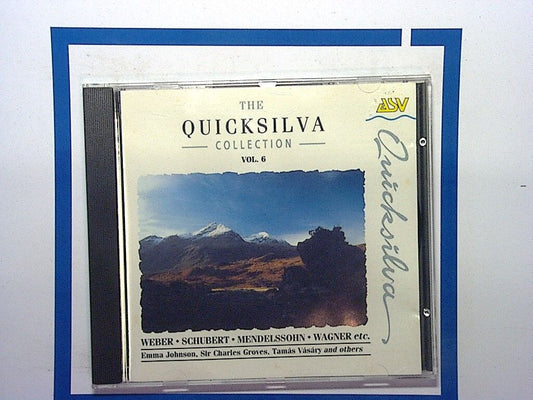 THE
QUICKSILVA
COLLECTION
VOL. 6
ASV
Quicksilva
WEBER • SCHUBERT • MENDELSSOHN • WAGNER etc.
Emma Johnson, Sir Charles Groves, Tamás Vásáry and others